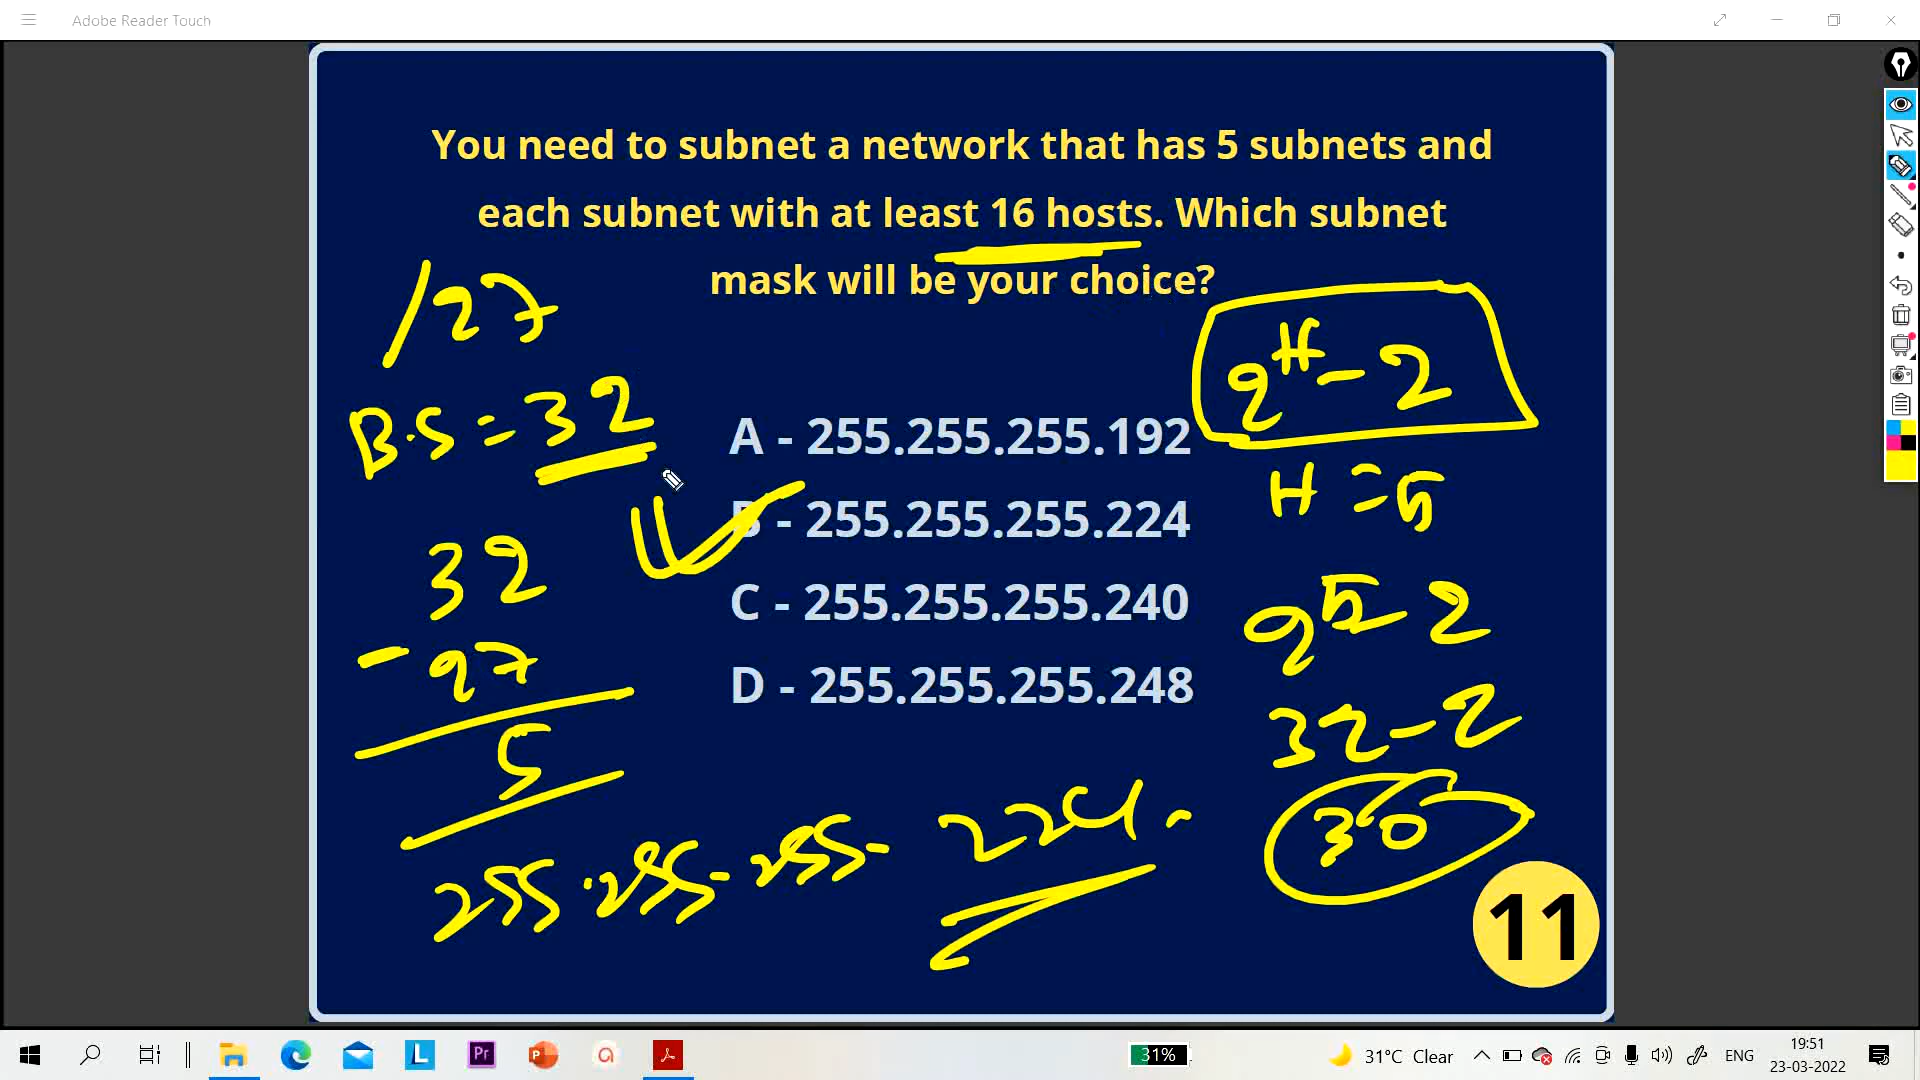 Adobe Reader Touch
You need to subnet a network that has 5 subnets and
each subnet with at least 16 hosts. Which subnet
mask will be your choice?
/27
B.S = 32
2^H - 2
H = 5
A - 255.255.255.192
B - 255.255.255.224
C - 255.255.255.240
D - 255.255.255.248
32
- 27
5
2^5 - 2
32 - 2
30
255.255.255.224.
11
L
Pr
P
31%
31°C Clear
ENG
19:51
23-03-2022